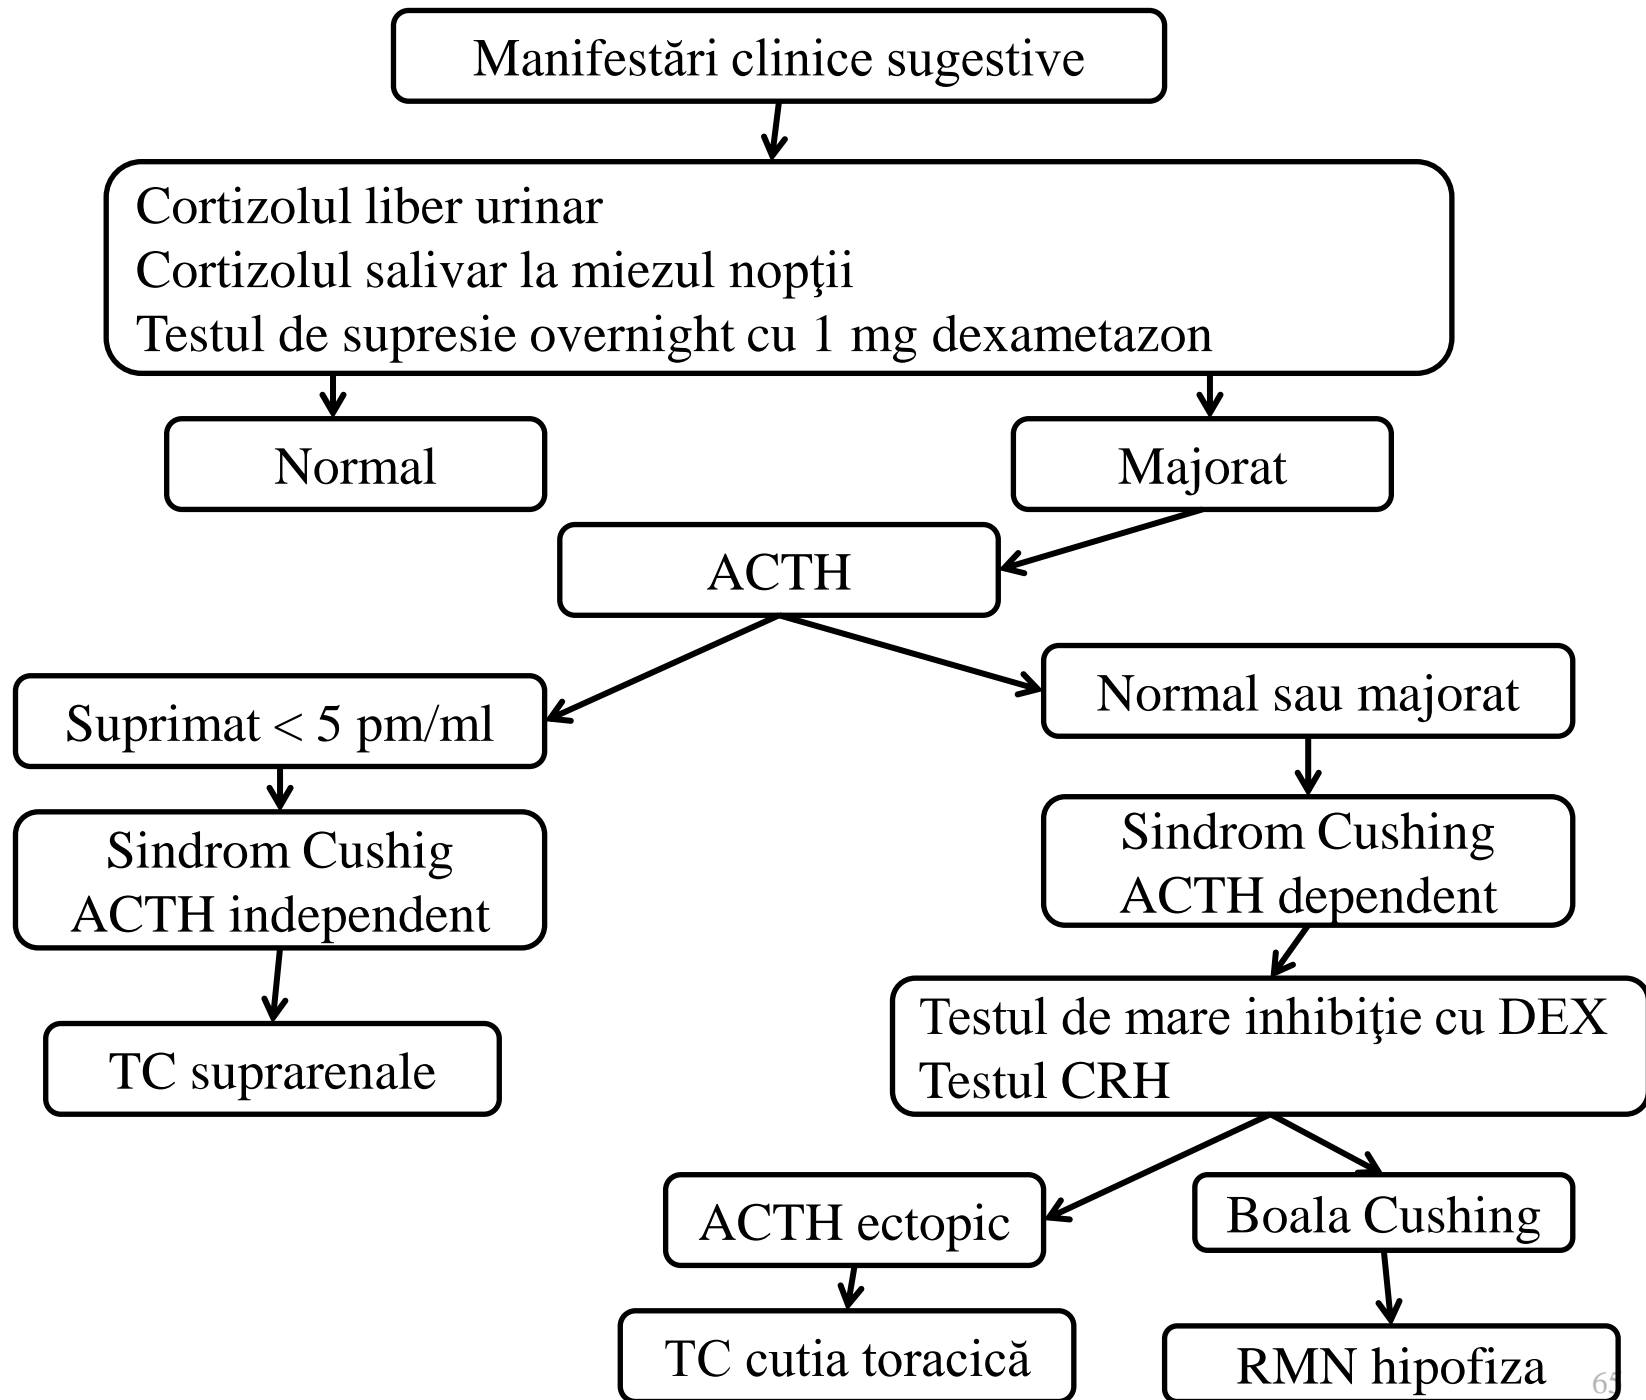 Manifestări clinice sugestive
Cortizolul liber urinar
Cortizolul salivar la miezul nopţii
Testul de supresie overnight cu 1 mg dexametazon
Normal
Majorat
ACTH
Suprimat < 5 pm/ml
Normal sau majorat
Sindrom Cushig
ACTH independent
Sindrom Cushing
ACTH dependent
TC suprarenale
Testul de mare inhibiţie cu DEX
Testul CRH
ACTH ectopic
Boala Cushing
TC cutia toracică
RMN hipofiza